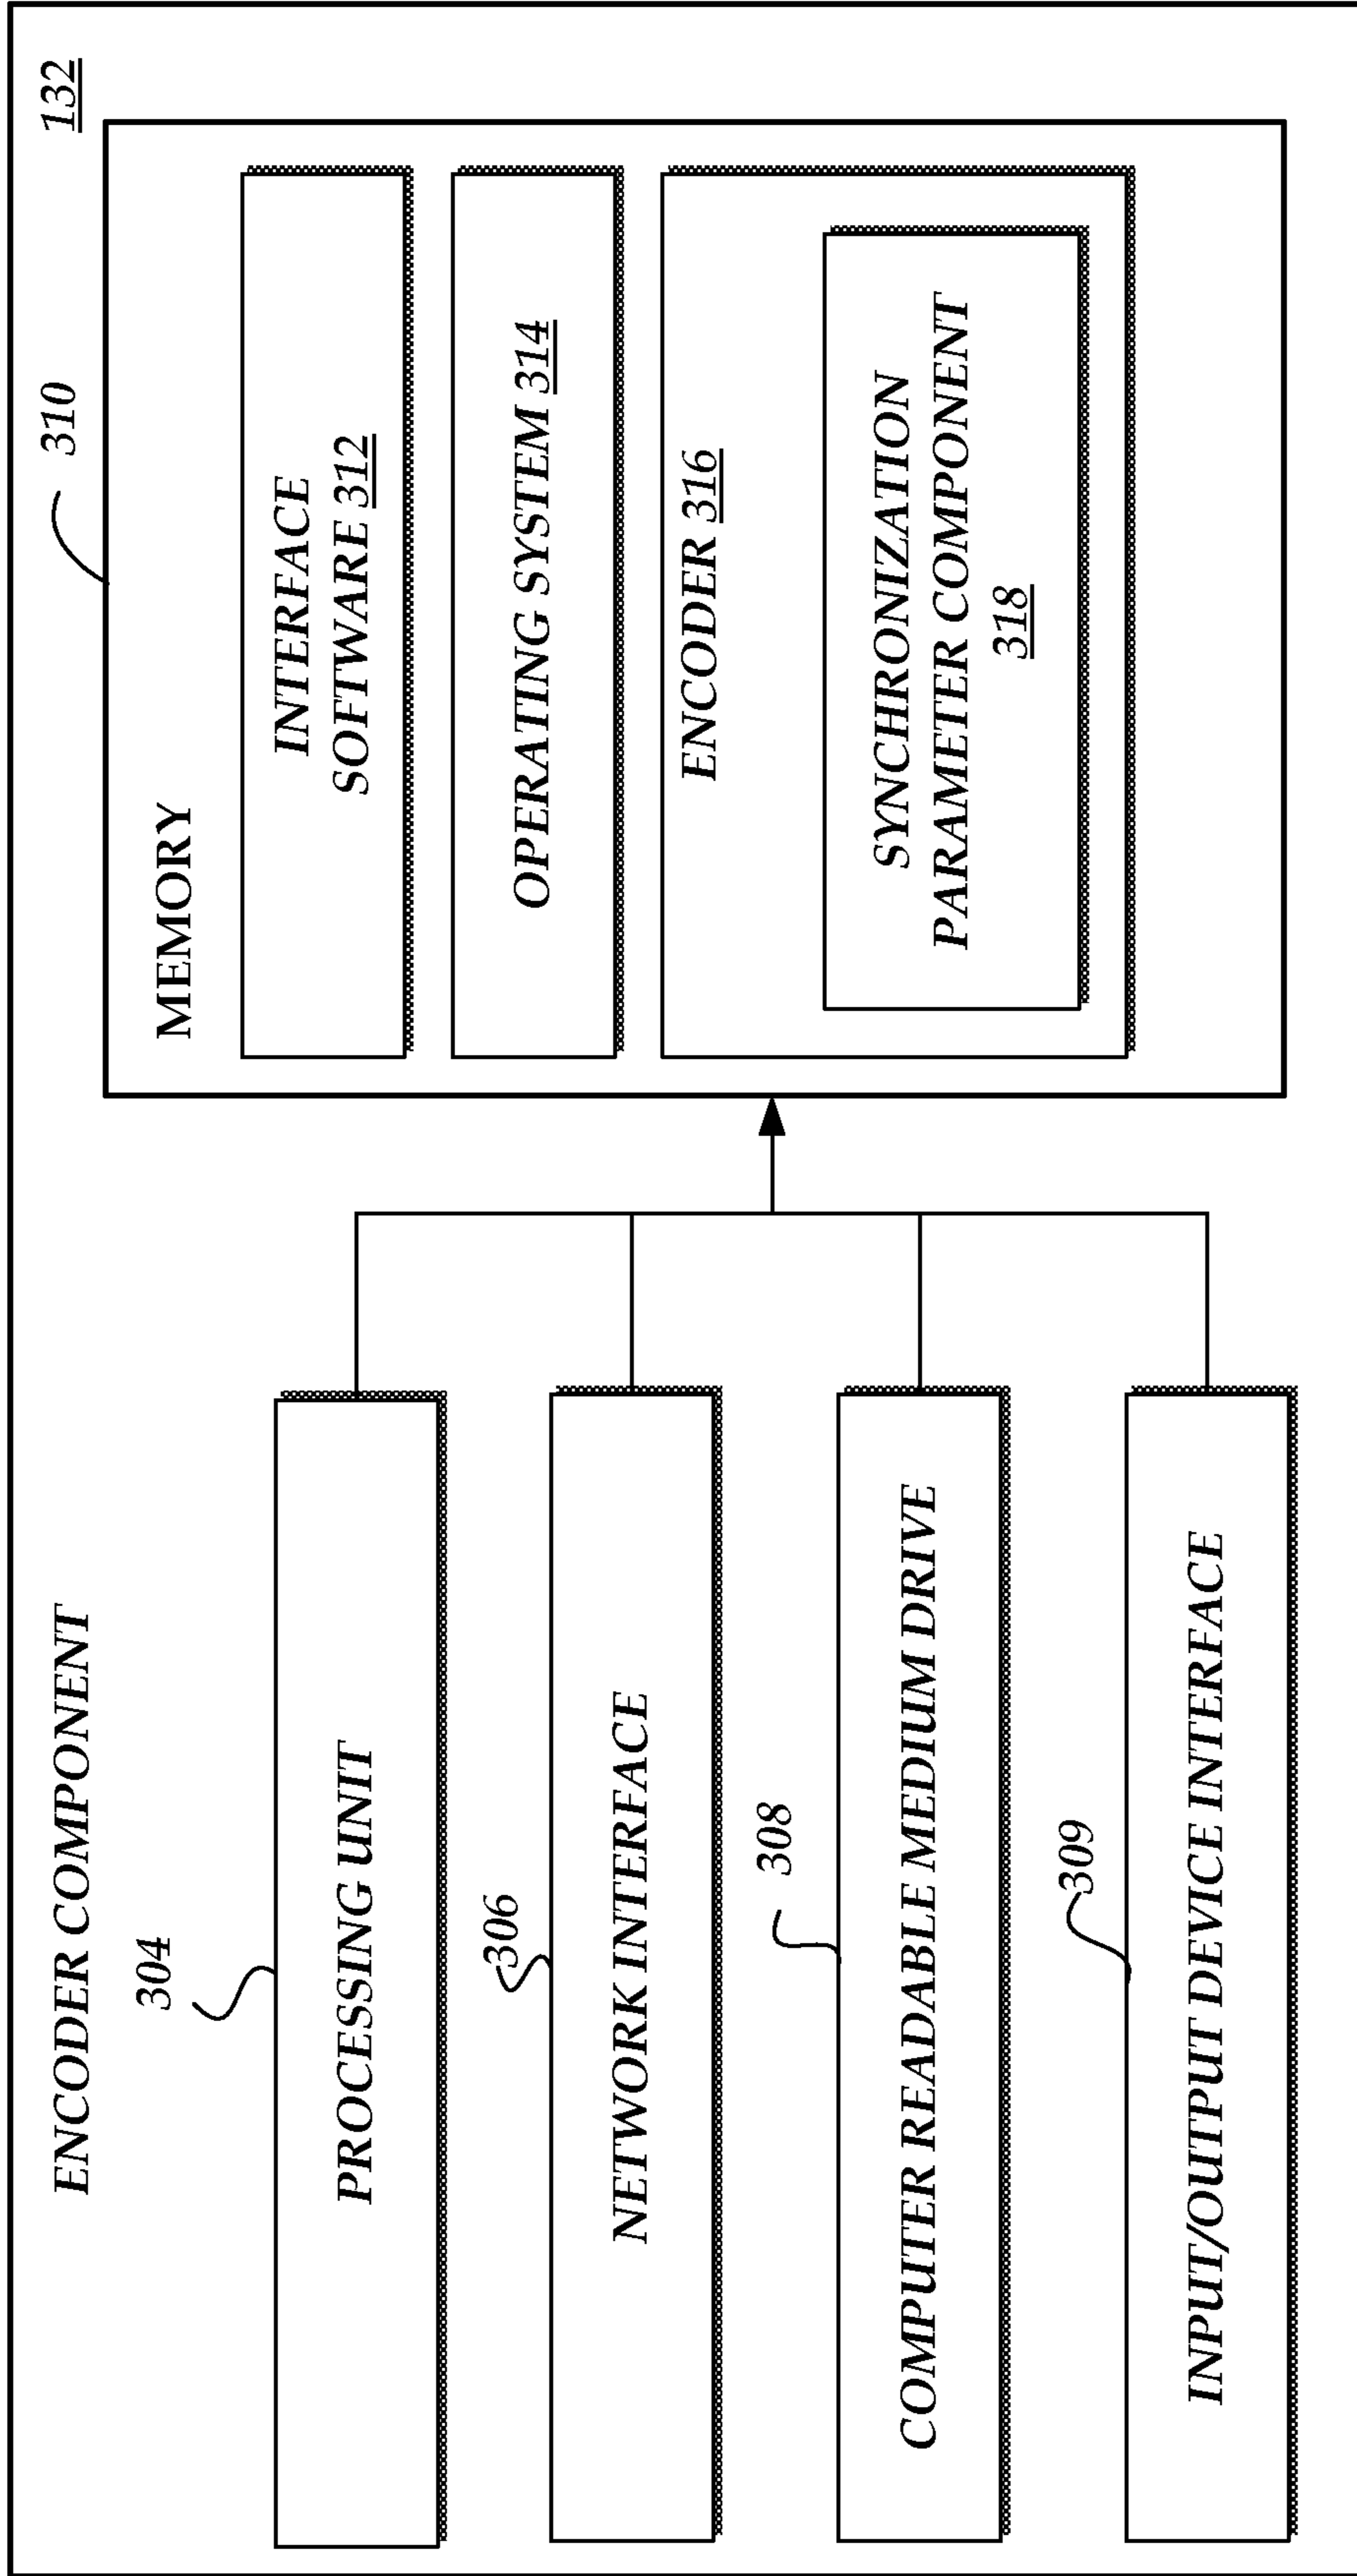 ENCODER COMPONENT
132
304
PROCESSING UNIT
306
NETWORK INTERFACE
308
COMPUTER READABLE MEDIUM DRIVE
309
INPUT/OUTPUT DEVICE INTERFACE
310
MEMORY
INTERFACE
SOFTWARE 312
OPERATING SYSTEM 314
ENCODER 316
SYNCHRONIZATION
PARAMETER COMPONENT
318